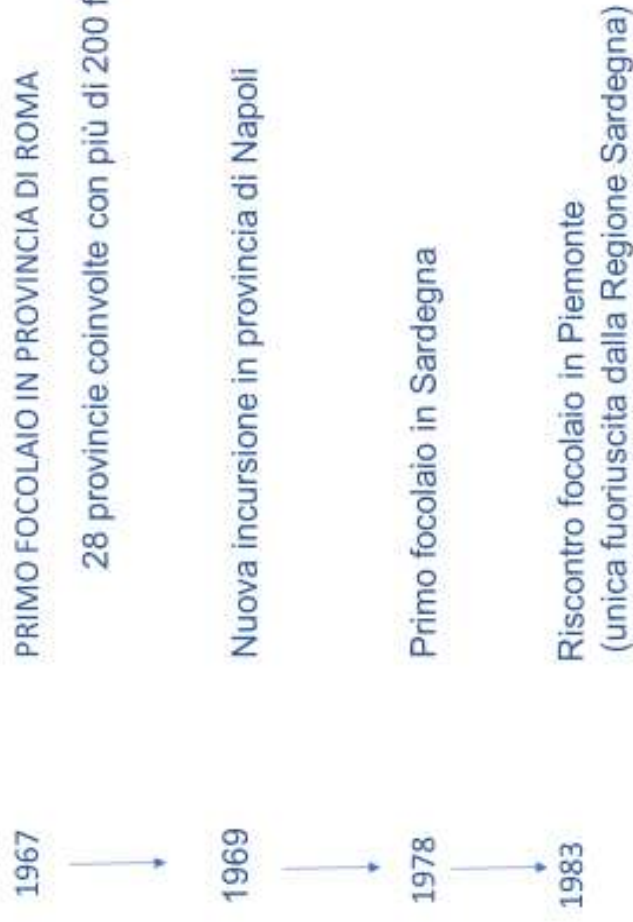 1967
PRIMO FOCOLAIO IN PROVINCIA DI ROMA
28 provincie coinvolte con più di 200
1969
Nuova incursione in provincia di Napoli
1978
Primo focolaio in Sardegna
1983
Riscontro focolaio in Piemonte
(unica fuoriuscita dalla Regione Sardegna)